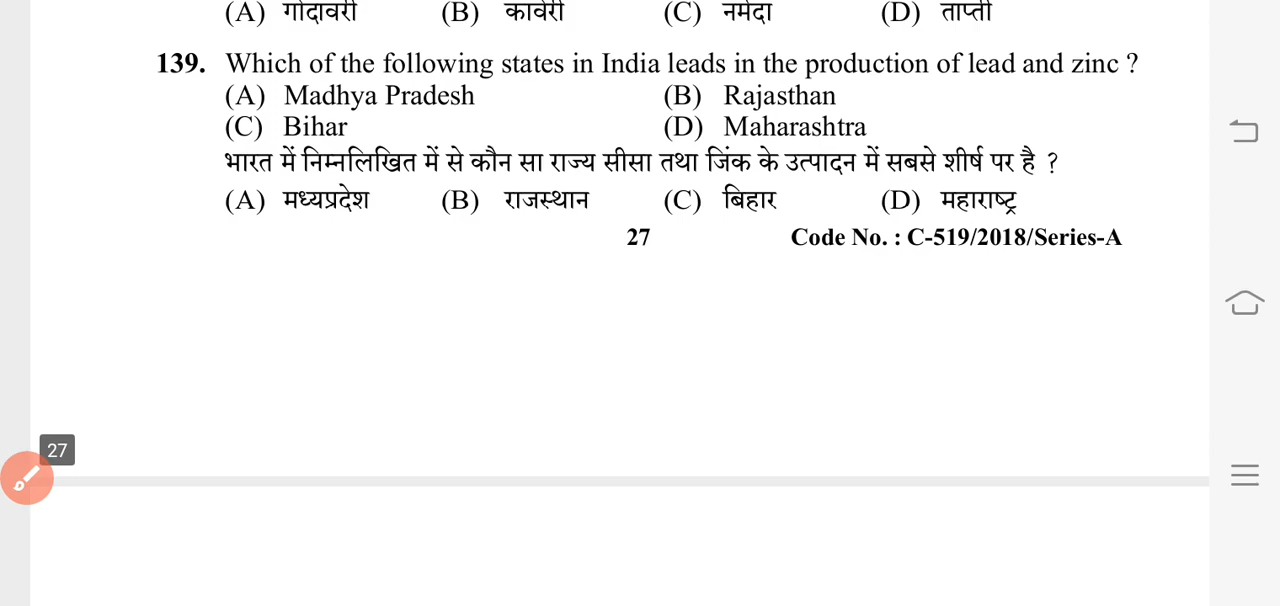 (A) गोदावरी (B) कावेरी (C) नर्मदा (D) ताप्ती
139. Which of the following states in India leads in the production of lead and zinc ?
(A) Madhya Pradesh (B) Rajasthan
(C) Bihar (D) Maharashtra
भारत में निम्नलिखित में से कौन सा राज्य सीसा तथा जिंक के उत्पादन में सबसे शीर्ष पर है ?
(A) मध्यप्रदेश (B) राजस्थान (C) बिहार (D) महाराष्ट्र
27 Code No. : C-519/2018/Series-A
27